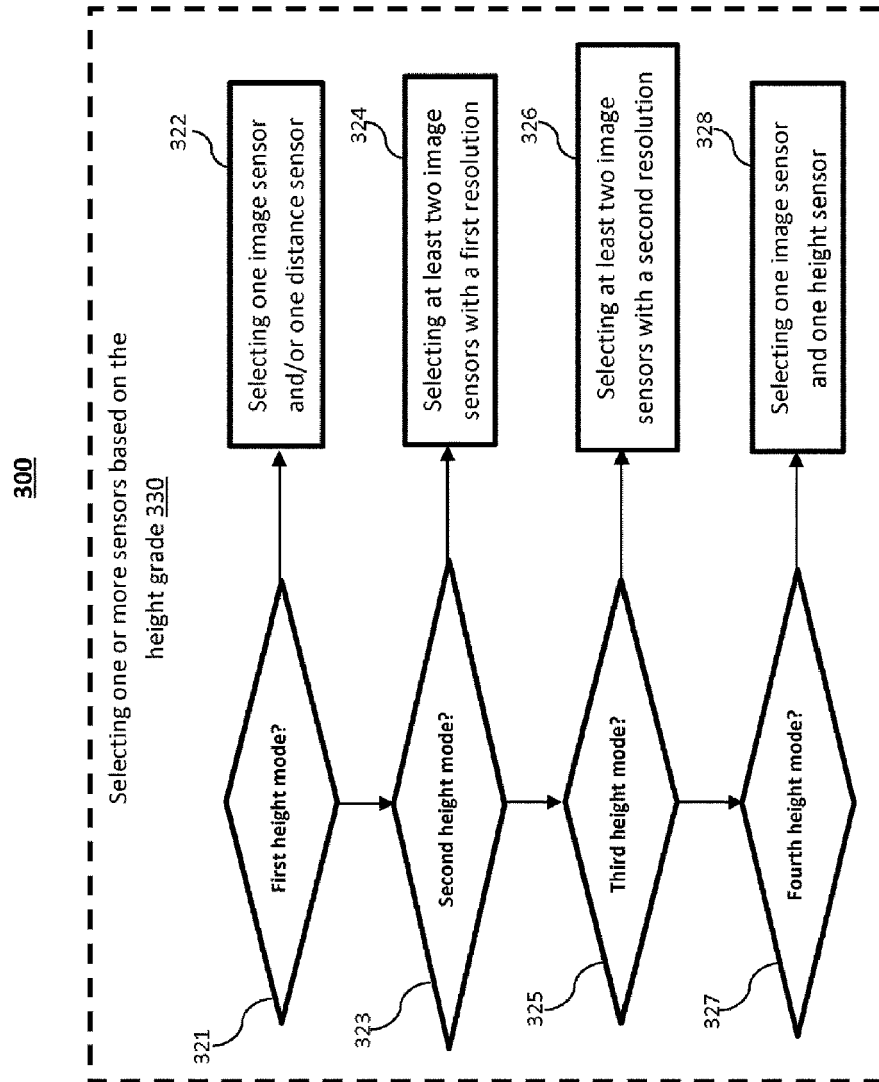 300
Selecting one or more sensors based on the
height grade 330
321
First height mode?
322
Selecting one image sensor
and/or one distance sensor
323
Second height mode?
324
Selecting at least two image
sensors with a first resolution
325
Third height mode?
326
Selecting at least two image
sensors with a second resolution
327
Fourth height mode?
328
Selecting one image sensor
and one height sensor